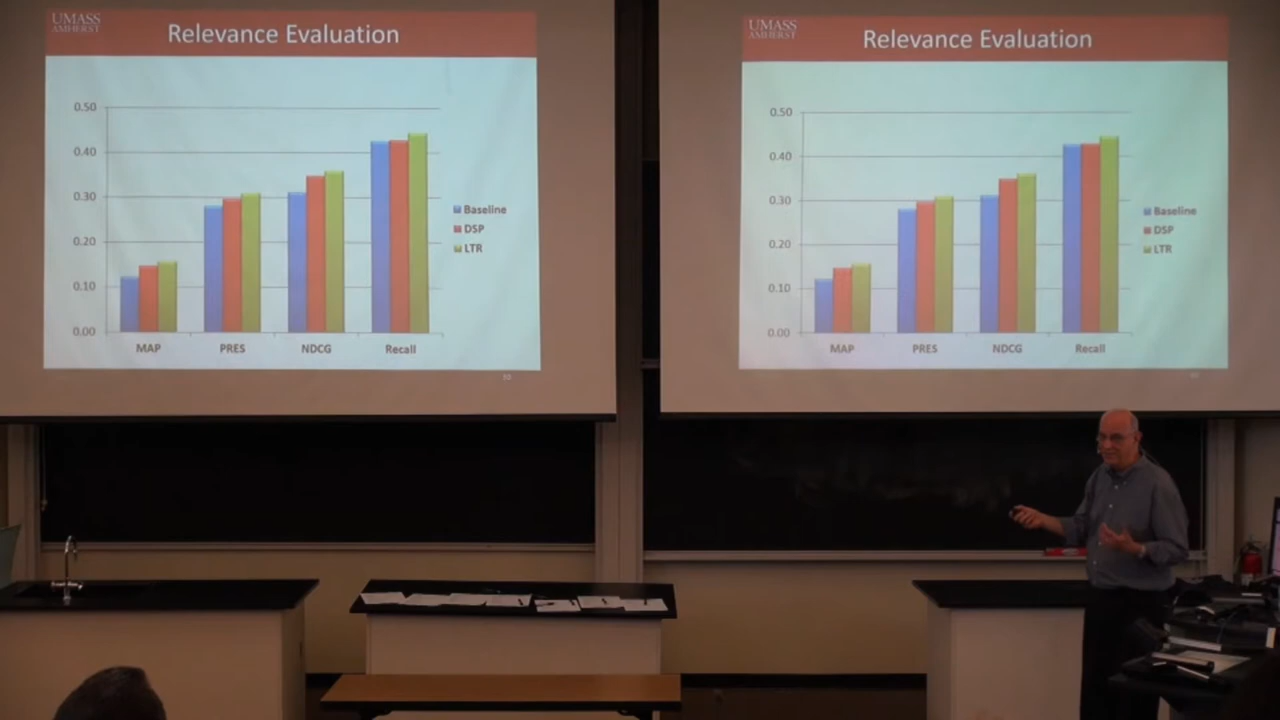 UMASS
AMHERST
Relevance Evaluation
0.50
0.40
0.30
0.20
0.10
0.00
MAP PRES NDCG Recall
Baseline
DSP
LTR
UMASS
AMHERST
Relevance Evaluation
0.50
0.40
0.30
0.20
0.10
0.00
MAP PRES NDCG Recall
Baseline
DSP
LTR